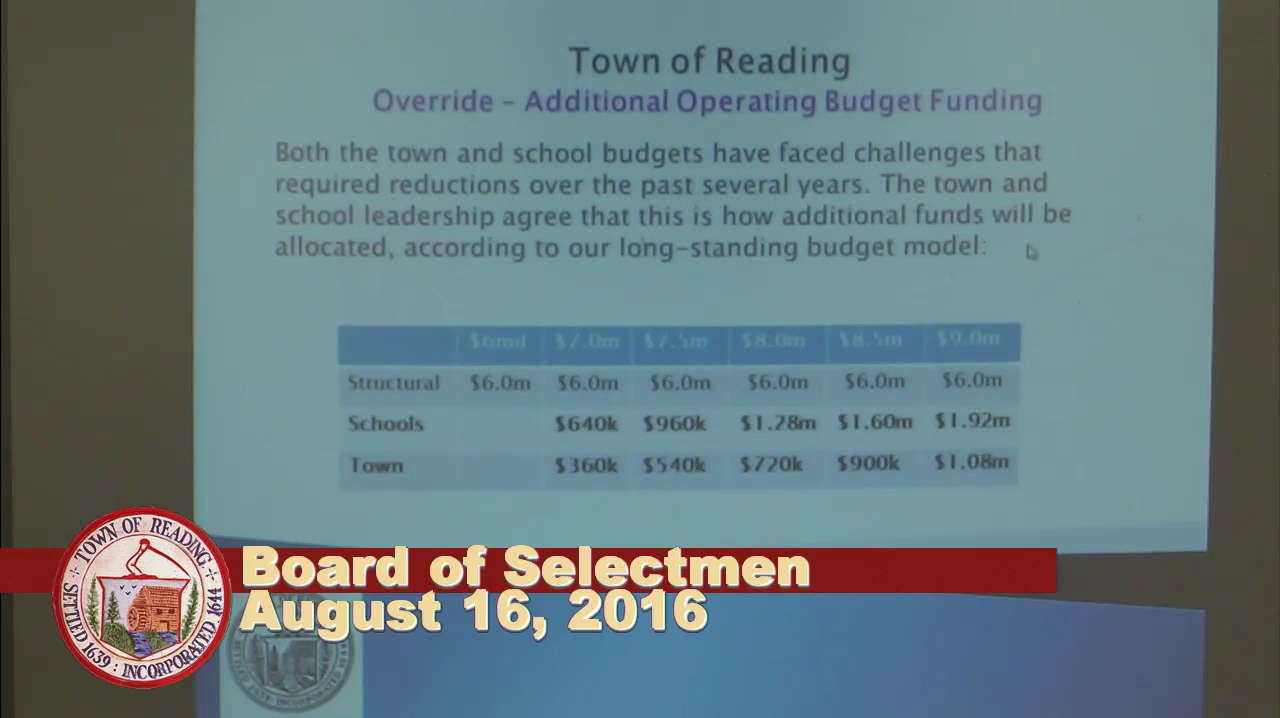 Town of Reading
Override – Additional Operating Budget Funding
Both the town and school budgets have faced challenges that
required reductions over the past several years. The town and
school leadership agree that this is how additional funds will be
allocated, according to our long-standing budget model:
$6mil $7.0m $7.5m $8.0m $8.5m $9.0m
Structural $6.0m $6.0m $6.0m $6.0m $6.0m $6.0m
Schools $640k $960k $1.28m $1.60m $1.92m
Town $360k $540k $720k $900k $1.08m
TOWN OF READING
SETTLED 1639 : INCORPORATED 1644
Board of Selectmen
August 16, 2016